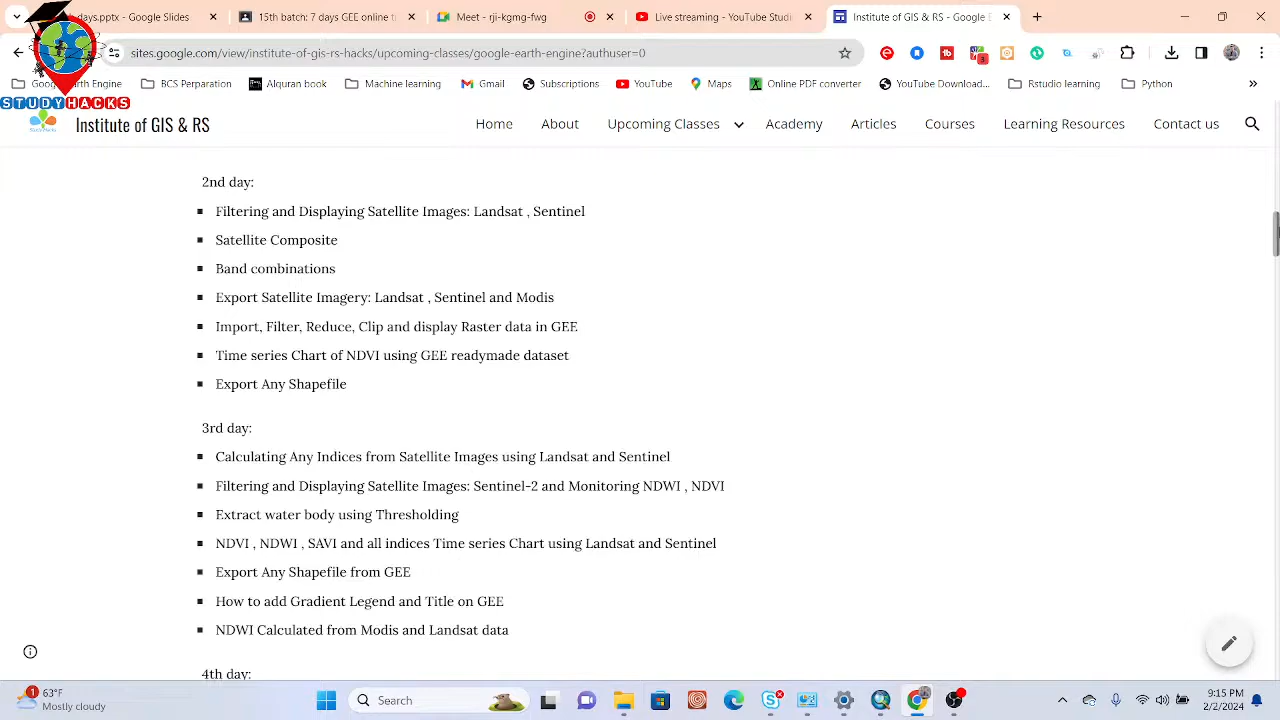 days.pptx
le Slides
15th and 7 days GEE online t
Meet
Live streaming - YouTube
Institute of GIS & RS - Google E
sites.google.com/view/institute-of-gis-rs-hacks/upcoming-classes/google-earth-engine?authuser=0
Earth Engine
BCS Preparation
Alquran bot
Machine learning
Gmail
Subscriptions
YouTube
Maps
Online PDF converter
YouTube Download...
Rstudio learning
Python
STUDYHACKS
Institute of GIS & RS
Home
About
Upcoming Classes
Academy
Articles
Courses
Learning Resources
Contact us
2nd day:
Filtering and Displaying Satellite Images: Landsat , Sentinel
Satellite Composite
Band combinations
Export Satellite Imagery: Landsat , Sentinel and Modis
Import, Filter, Reduce, Clip and display Raster data in GEE
Time series Chart of NDVI using GEE readymade dataset
Export Any Shapefile
3rd day:
Calculating Any Indices from Satellite Images using Landsat and Sentinel
Filtering and Displaying Satellite Images: Sentinel-2 and Monitoring NDWI , NDVI
Extract water body using Thresholding
NDVI , NDWI , SAVI and all indices Time series Chart using Landsat and Sentinel
Export Any Shapefile from GEE
How to add Gradient Legend and Title on GEE
NDWI Calculated from Modis and Landsat data
4th day:
63°F
Mostly cloudy
Search
9:15 PM
2/2/2024